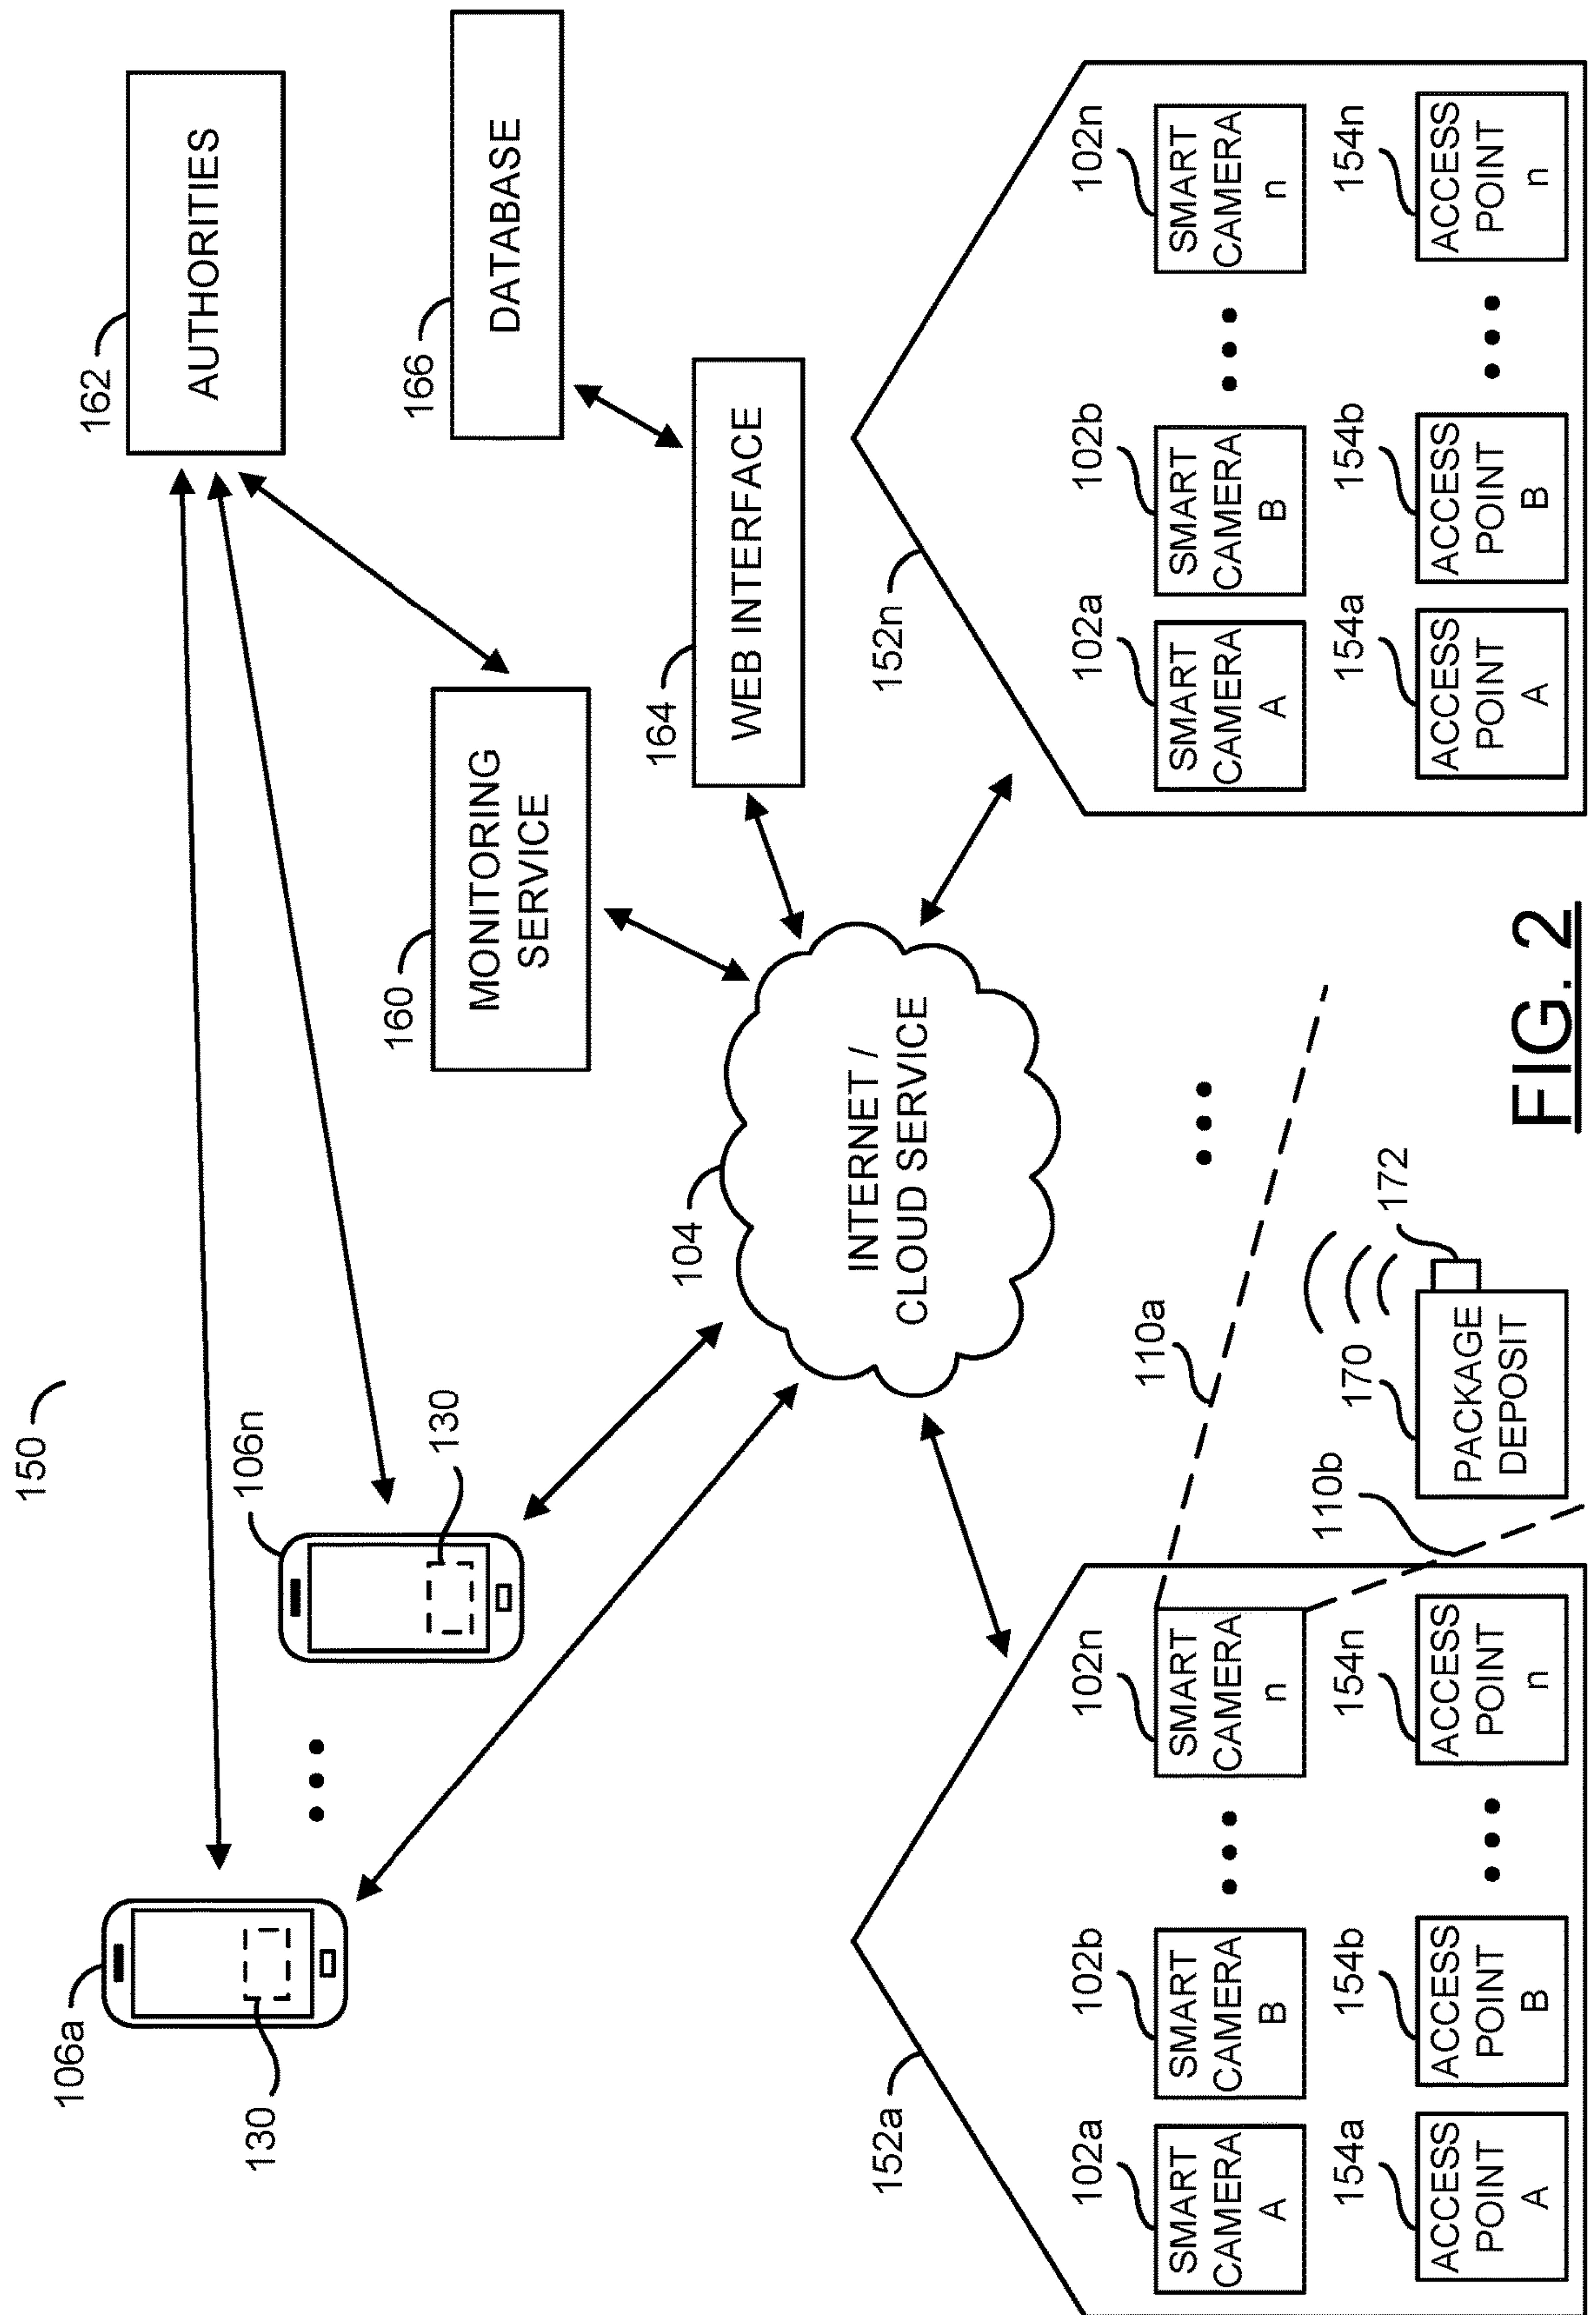 150
106a
130
106n
130
162
AUTHORITIES
160
MONITORING
SERVICE
166
DATABASE
164
WEB INTERFACE
104
INTERNET /
CLOUD SERVICE
152a
102a
SMART
CAMERA
A
102b
SMART
CAMERA
B
102n
SMART
CAMERA
n
154a
ACCESS
POINT
A
154b
ACCESS
POINT
B
154n
ACCESS
POINT
n
110a
110b
170
PACKAGE
DEPOSIT
172
152n
102a
SMART
CAMERA
A
102b
SMART
CAMERA
B
102n
SMART
CAMERA
n
154a
ACCESS
POINT
A
154b
ACCESS
POINT
B
154n
ACCESS
POINT
n
FIG. 2